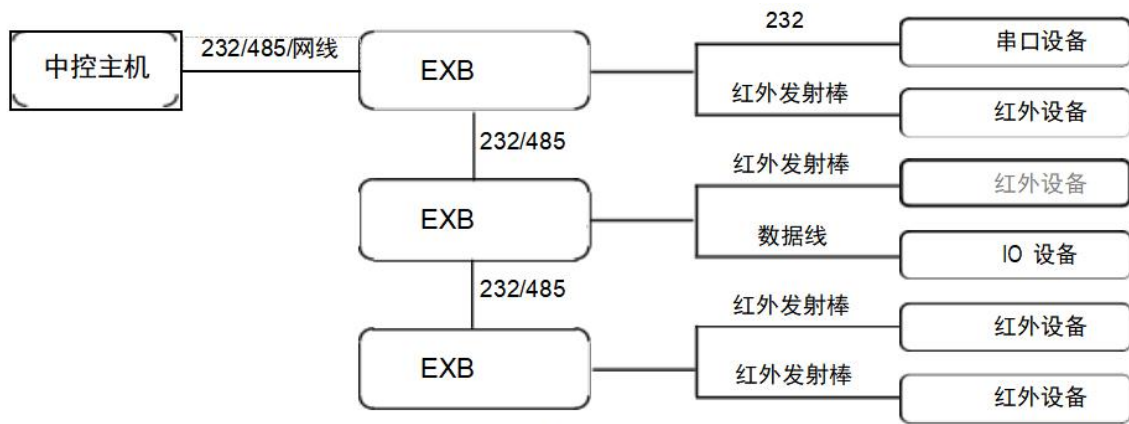 232
中控主机
232/485/网线
EXB
串口设备
红外发射棒
红外设备
232/485
红外发射棒
EXB
红外设备
数据线
IO 设备
232/485
红外发射棒
EXB
红外设备
红外发射棒
红外设备